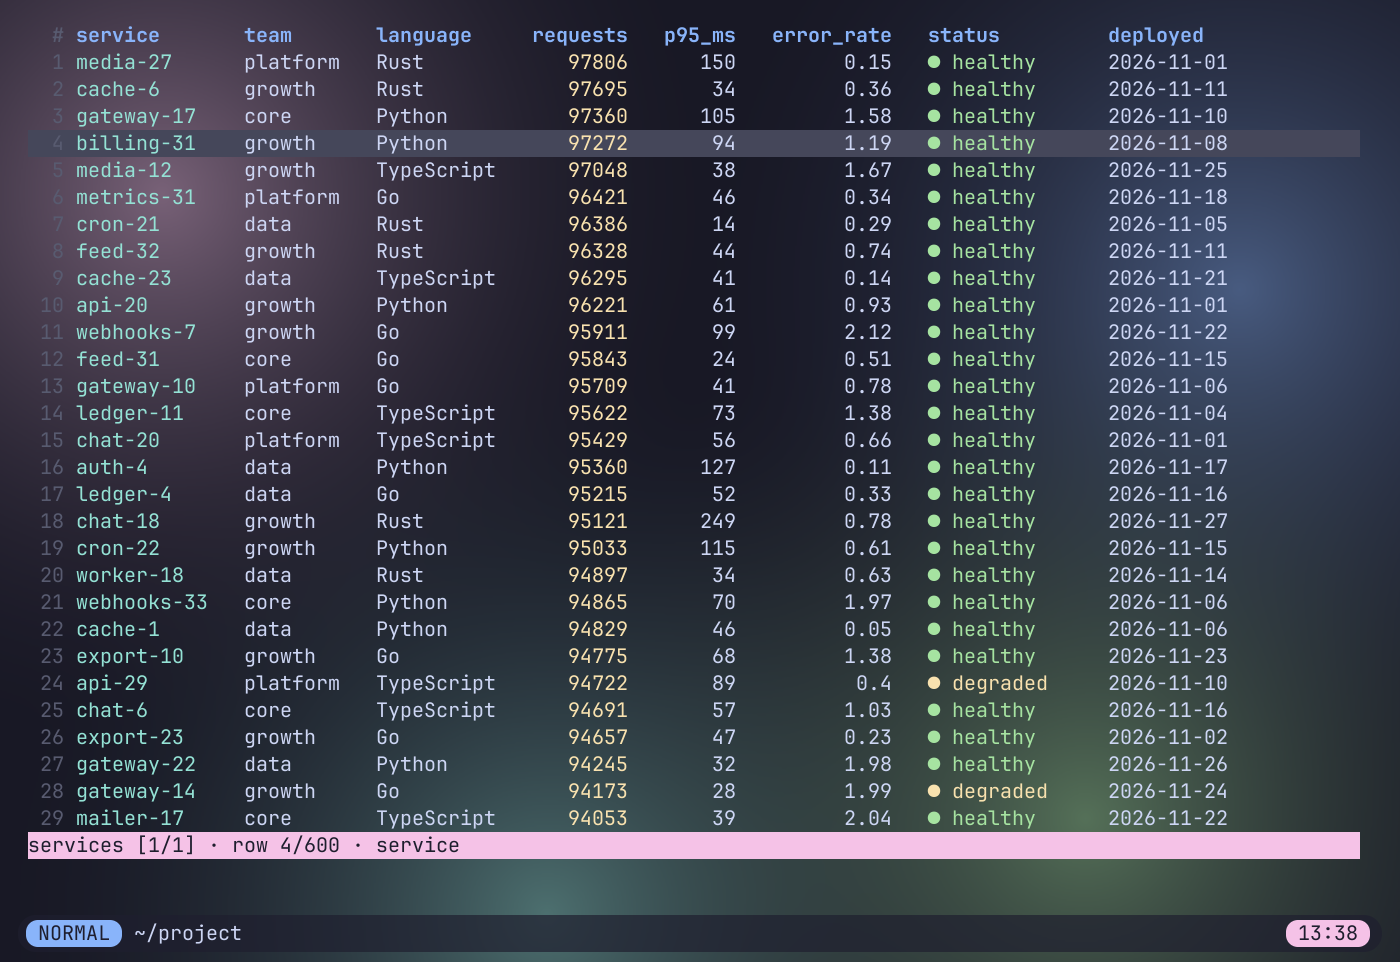 # service team language requests p95_ms error_rate status deployed
1 media-27 platform Rust 97806 150 0.15 ● healthy 2026-11-01
2 cache-6 growth Rust 97695 34 0.36 ● healthy 2026-11-11
3 gateway-17 core Python 97360 105 1.58 ● healthy 2026-11-10
4 billing-31 growth Python 97272 94 1.19 ● healthy 2026-11-08
5 media-12 growth TypeScript 97048 38 1.67 ● healthy 2026-11-25
6 metrics-31 platform Go 96421 46 0.34 ● healthy 2026-11-18
7 cron-21 data Rust 96386 14 0.29 ● healthy 2026-11-05
8 feed-32 growth Rust 96328 44 0.74 ● healthy 2026-11-11
9 cache-23 data TypeScript 96295 41 0.14 ● healthy 2026-11-21
10 api-20 growth Python 96221 61 0.93 ● healthy 2026-11-01
11 webhooks-7 growth Go 95911 99 2.12 ● healthy 2026-11-22
12 feed-31 core Go 95843 24 0.51 ● healthy 2026-11-15
13 gateway-10 platform Go 95709 41 0.78 ● healthy 2026-11-06
14 ledger-11 core TypeScript 95622 73 1.38 ● healthy 2026-11-04
15 chat-20 platform TypeScript 95429 56 0.66 ● healthy 2026-11-01
16 auth-4 data Python 95360 127 0.11 ● healthy 2026-11-17
17 ledger-4 data Go 95215 52 0.33 ● healthy 2026-11-16
18 chat-18 growth Rust 95121 249 0.78 ● healthy 2026-11-27
19 cron-22 growth Python 95033 115 0.61 ● healthy 2026-11-15
20 worker-18 data Rust 94897 34 0.63 ● healthy 2026-11-14
21 webhooks-33 core Python 94865 70 1.97 ● healthy 2026-11-06
22 cache-1 data Python 94829 46 0.05 ● healthy 2026-11-06
23 export-10 growth Go 94775 68 1.38 ● healthy 2026-11-23
24 api-29 platform TypeScript 94722 89 0.4 ● degraded 2026-11-10
25 chat-6 core TypeScript 94691 57 1.03 ● healthy 2026-11-16
26 export-23 growth Go 94657 47 0.23 ● healthy 2026-11-02
27 gateway-22 data Python 94245 32 1.98 ● healthy 2026-11-26
28 gateway-14 growth Go 94173 28 1.99 ● degraded 2026-11-24
29 mailer-17 core TypeScript 94053 39 2.04 ● healthy 2026-11-22
services [1/1] · row 4/600 · service
NORMAL ~/project 13:38